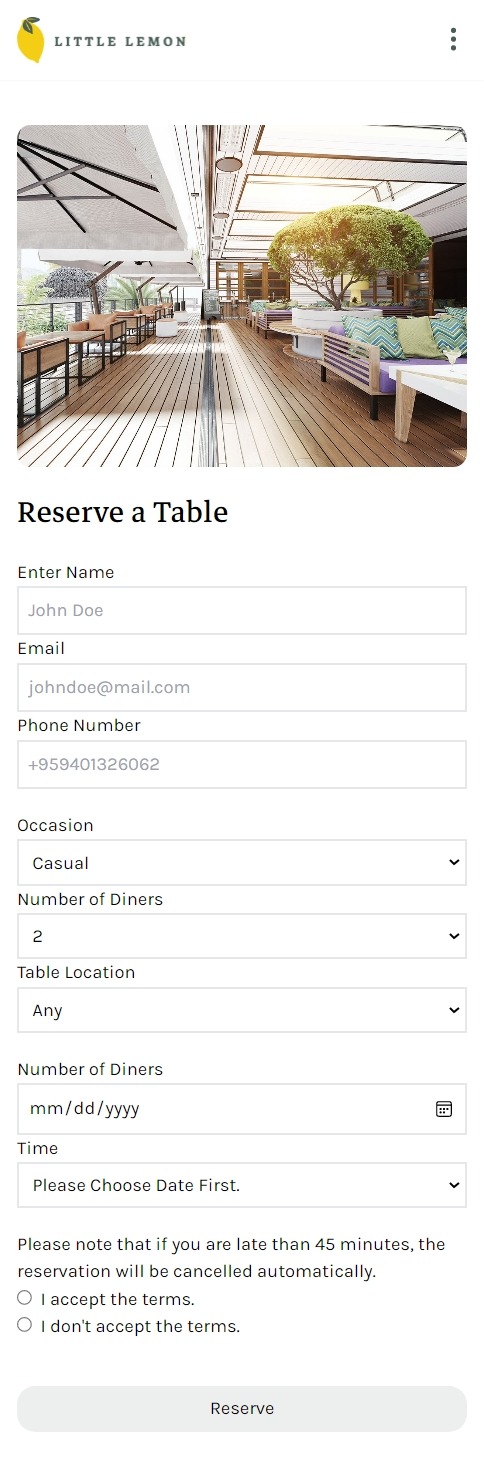 LITTLE LEMON
Reserve a Table
Enter Name
John Doe
Email
johndoe@mail.com
Phone Number
+959401326062
Occasion
Casual
Number of Diners
2
Table Location
Any
Number of Diners
mm/dd/yyyy
Time
Please Choose Date First.
Please note that if you are late than 45 minutes, the
reservation will be cancelled automatically.
I accept the terms.
I don't accept the terms.
Reserve